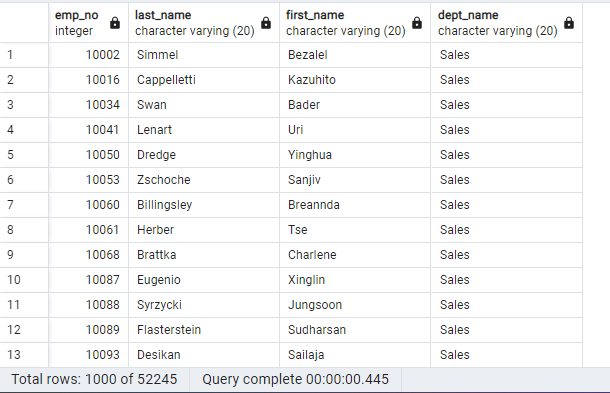 emp_no last_name first_name dept_name
integer character varying (20) character varying (20) character varying (20)
1 10002 Simmel Bezalel Sales
2 10016 Cappelletti Kazuhito Sales
3 10034 Swan Bader Sales
4 10041 Lenart Uri Sales
5 10050 Dredge Yinghua Sales
6 10053 Zschoche Sanjiv Sales
7 10060 Billingsley Breannda Sales
8 10061 Herber Tse Sales
9 10068 Brattka Charlene Sales
10 10087 Eugenio Xinglin Sales
11 10088 Syrzycki Jungsoon Sales
12 10089 Flasterstein Sudharsan Sales
13 10093 Desikan Sailaja Sales
Total rows: 1000 of 52245 Query complete 00:00:00.445